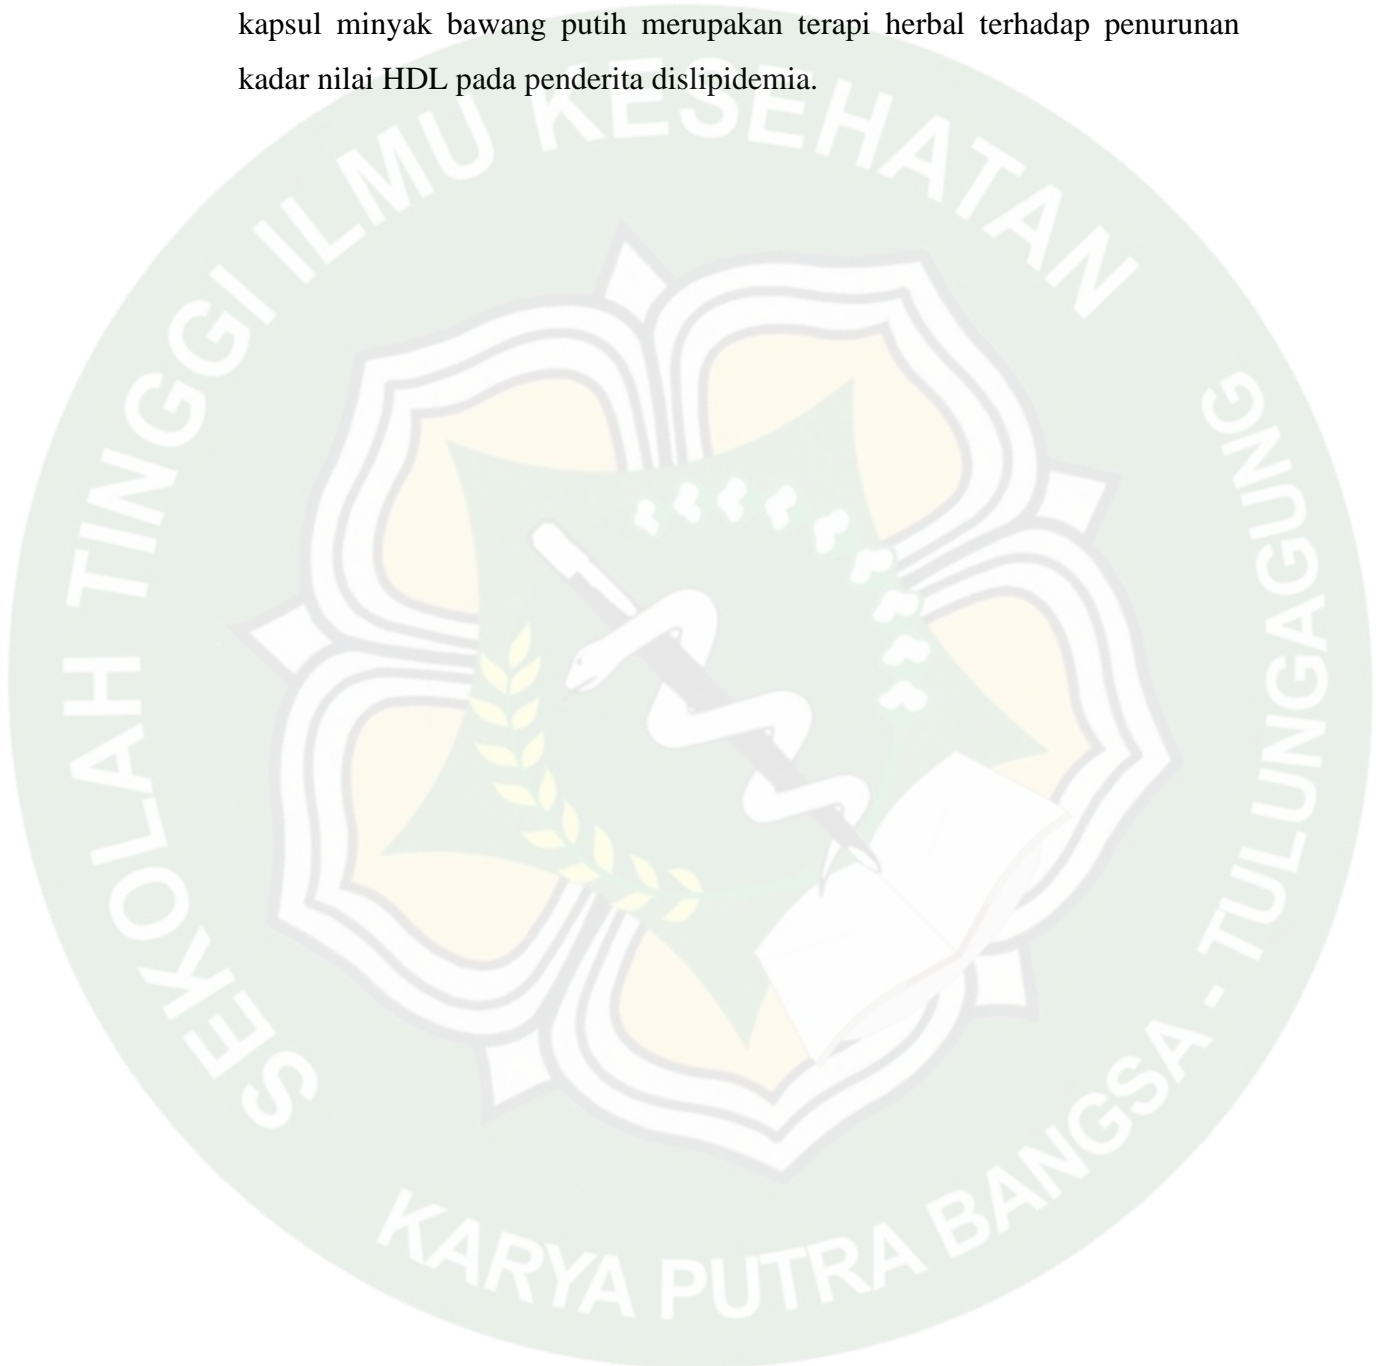 kapsul minyak bawang putih merupakan terapi herbal terhadap penurunan
kadar nilai HDL pada penderita dislipidemia.
SEKOLAH TINGGI ILMU KESEHATAN
KARYA PUTRA BANGSA - TULUNGAGUNG